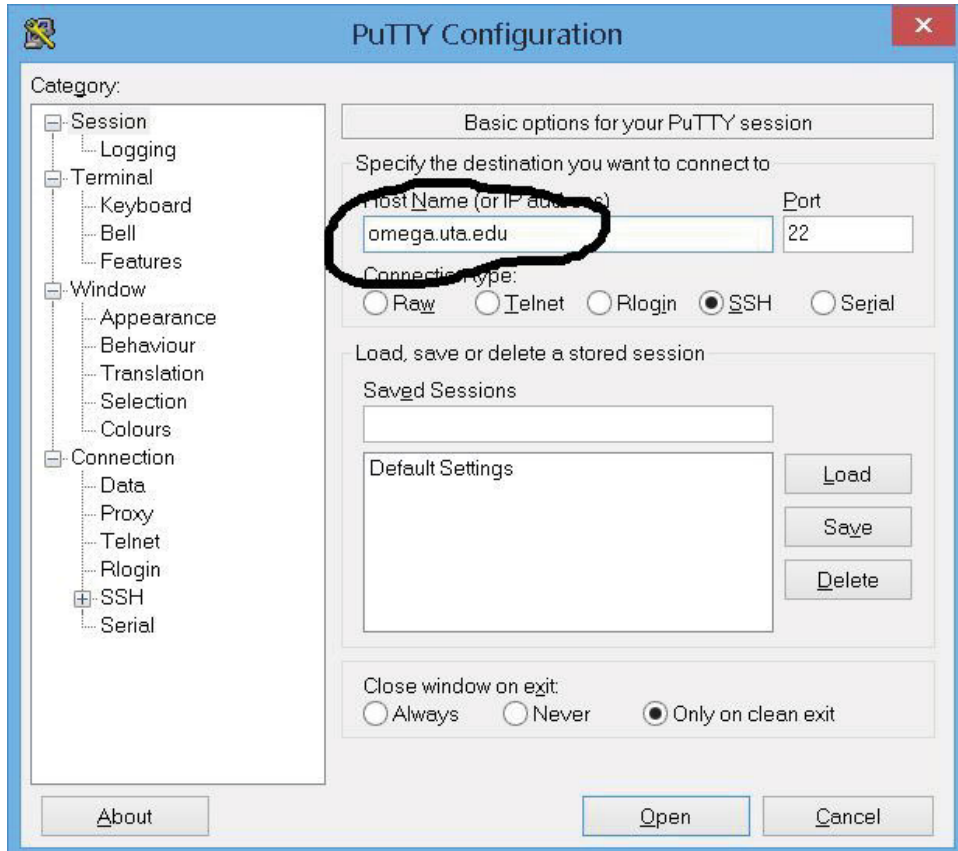 PuTTY Configuration
Category:
Session
Logging
Terminal
Keyboard
Bell
Features
Window
Appearance
Behaviour
Translation
Selection
Colours
Connection
Data
Proxy
Telnet
Rlogin
SSH
Serial
Basic options for your PuTTY session
Specify the destination you want to connect to
Host Name (or IP address) Port
omega.uta.edu 22
Connection type:
Raw Telnet Rlogin SSH Serial
Load, save or delete a stored session
Saved Sessions
Default Settings
Load
Save
Delete
Close window on exit:
Always Never Only on clean exit
About Open Cancel